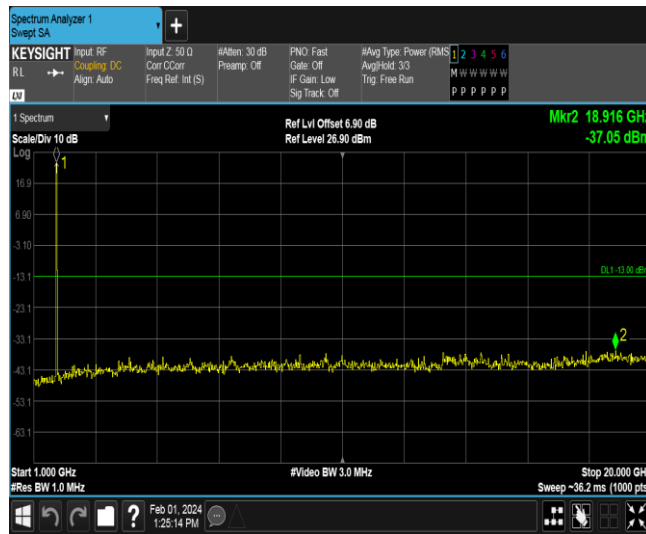 Spectrum Analyzer 1
Swept SA
KEYSIGHT
RL
LXI
Input: RF
Coupling: DC
Align: Auto
Input Z: 50 Ω
Corr CCorr
Freq Ref: Int (S)
#Atten: 30 dB
Preamp: Off
PNO: Fast
Gate: Off
IF Gain: Low
Sig Track: Off
#Avg Type: Power (RMS
Avg|Hold: 3/3
Trig: Free Run
1 2 3 4 5 6
M W W W W W
P P P P P P
1 Spectrum
Scale/Div 10 dB
Log
Ref Lvl Offset 6.90 dB
Ref Level 26.90 dBm
Mkr2 18.916 GHz
-37.05 dBm
1
16.9
6.90
-3.10
-13.1
DL1 -13.00 dBm
-23.1
-33.1
2
-43.1
-53.1
-63.1
Start 1.000 GHz
#Res BW 1.0 MHz
#Video BW 3.0 MHz
Stop 20.000 GHz
Sweep ~36.2 ms (1000 pts)
?
Feb 01, 2024
1:25:14 PM